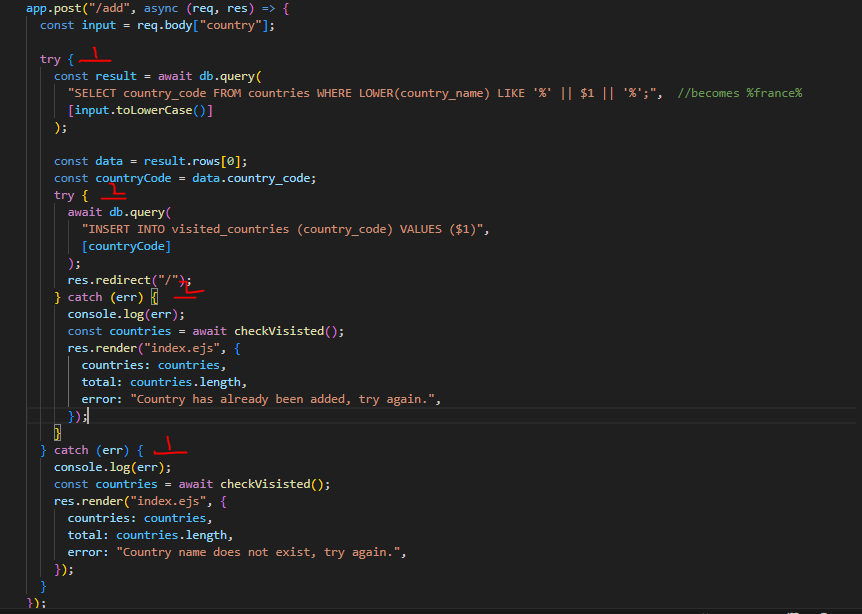 app.post("/add", async (req, res) => {
  const input = req.body["country"];

  try {
    const result = await db.query(
      "SELECT country_code FROM countries WHERE LOWER(country_name) LIKE '%' || $1 || '%';",  //becomes %france%
      [input.toLowerCase()]
    );

    const data = result.rows[0];
    const countryCode = data.country_code;
    try {
      await db.query(
        "INSERT INTO visited_countries (country_code) VALUES ($1)",
        [countryCode]
      );
      res.redirect("/");
    } catch (err) {
      console.log(err);
      const countries = await checkVisisted();
      res.render("index.ejs", {
        countries: countries,
        total: countries.length,
        error: "Country has already been added, try again.",
      });
    }
  } catch (err) {
    console.log(err);
    const countries = await checkVisisted();
    res.render("index.ejs", {
      countries: countries,
      total: countries.length,
      error: "Country name does not exist, try again.",
    });
  }
});